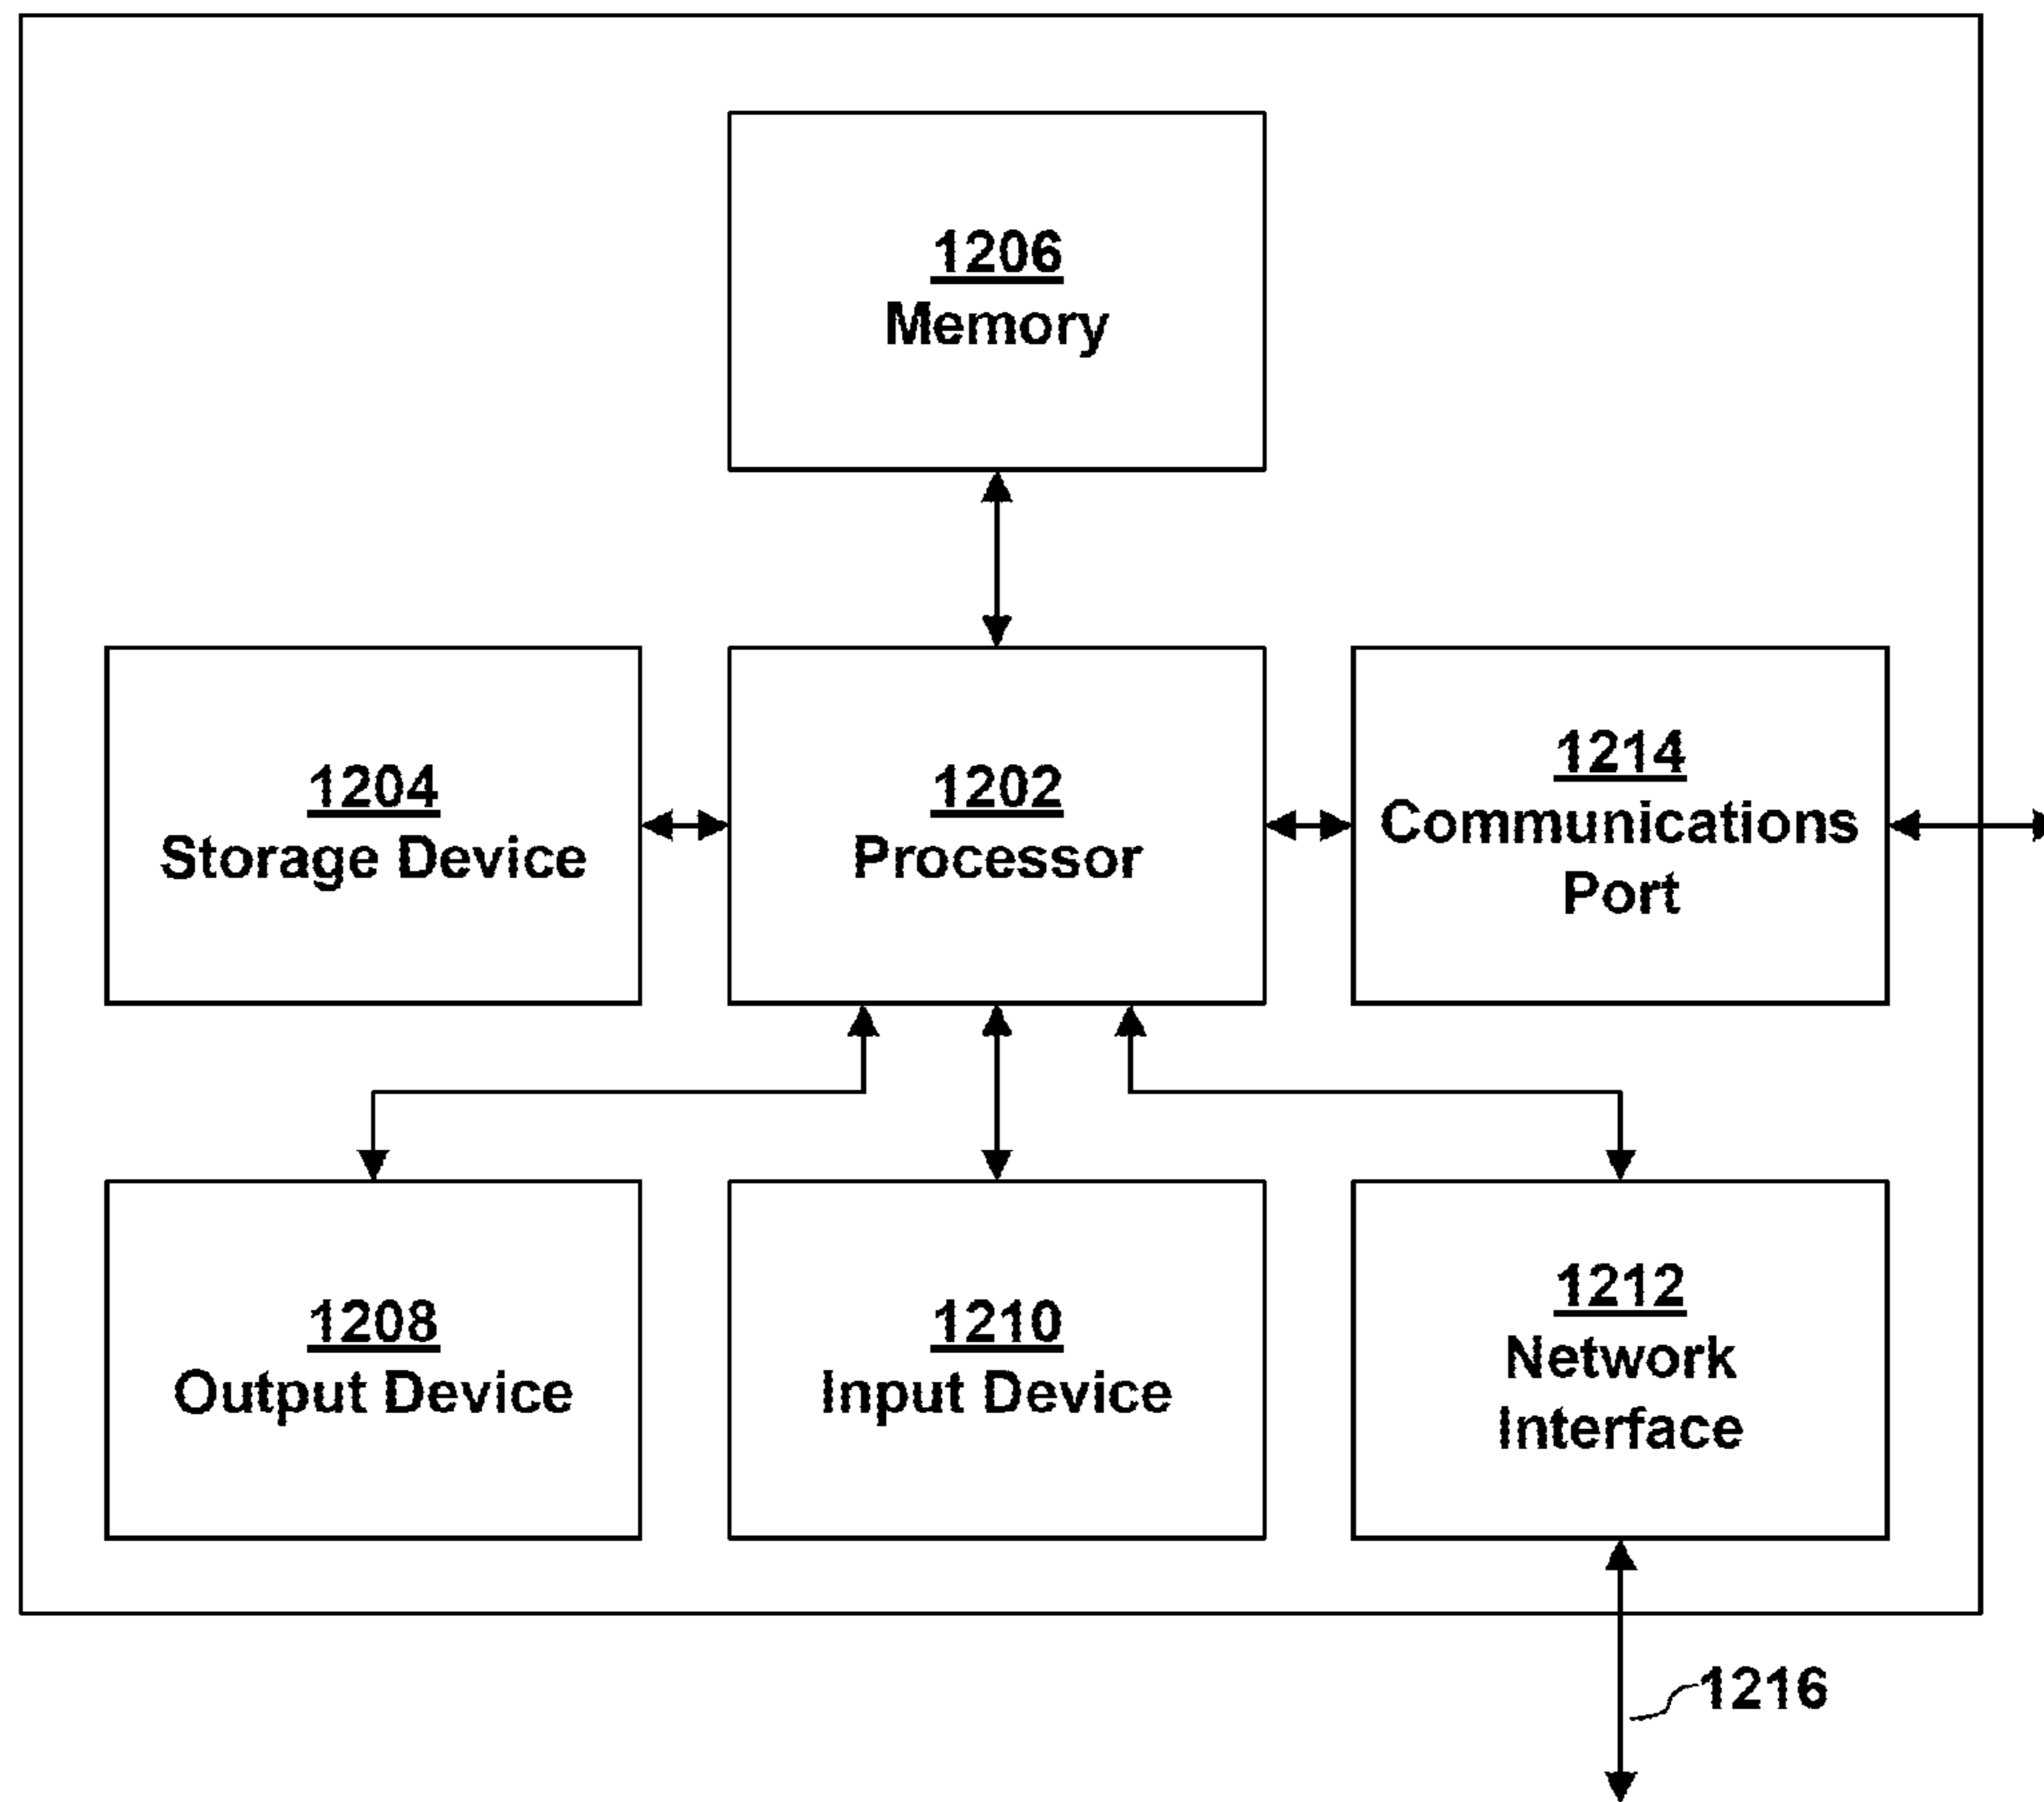 1206
Memory
1204
Storage Device
1202
Processor
1214
Communications
Port
1208
Output Device
1210
Input Device
1212
Network
Interface
1216